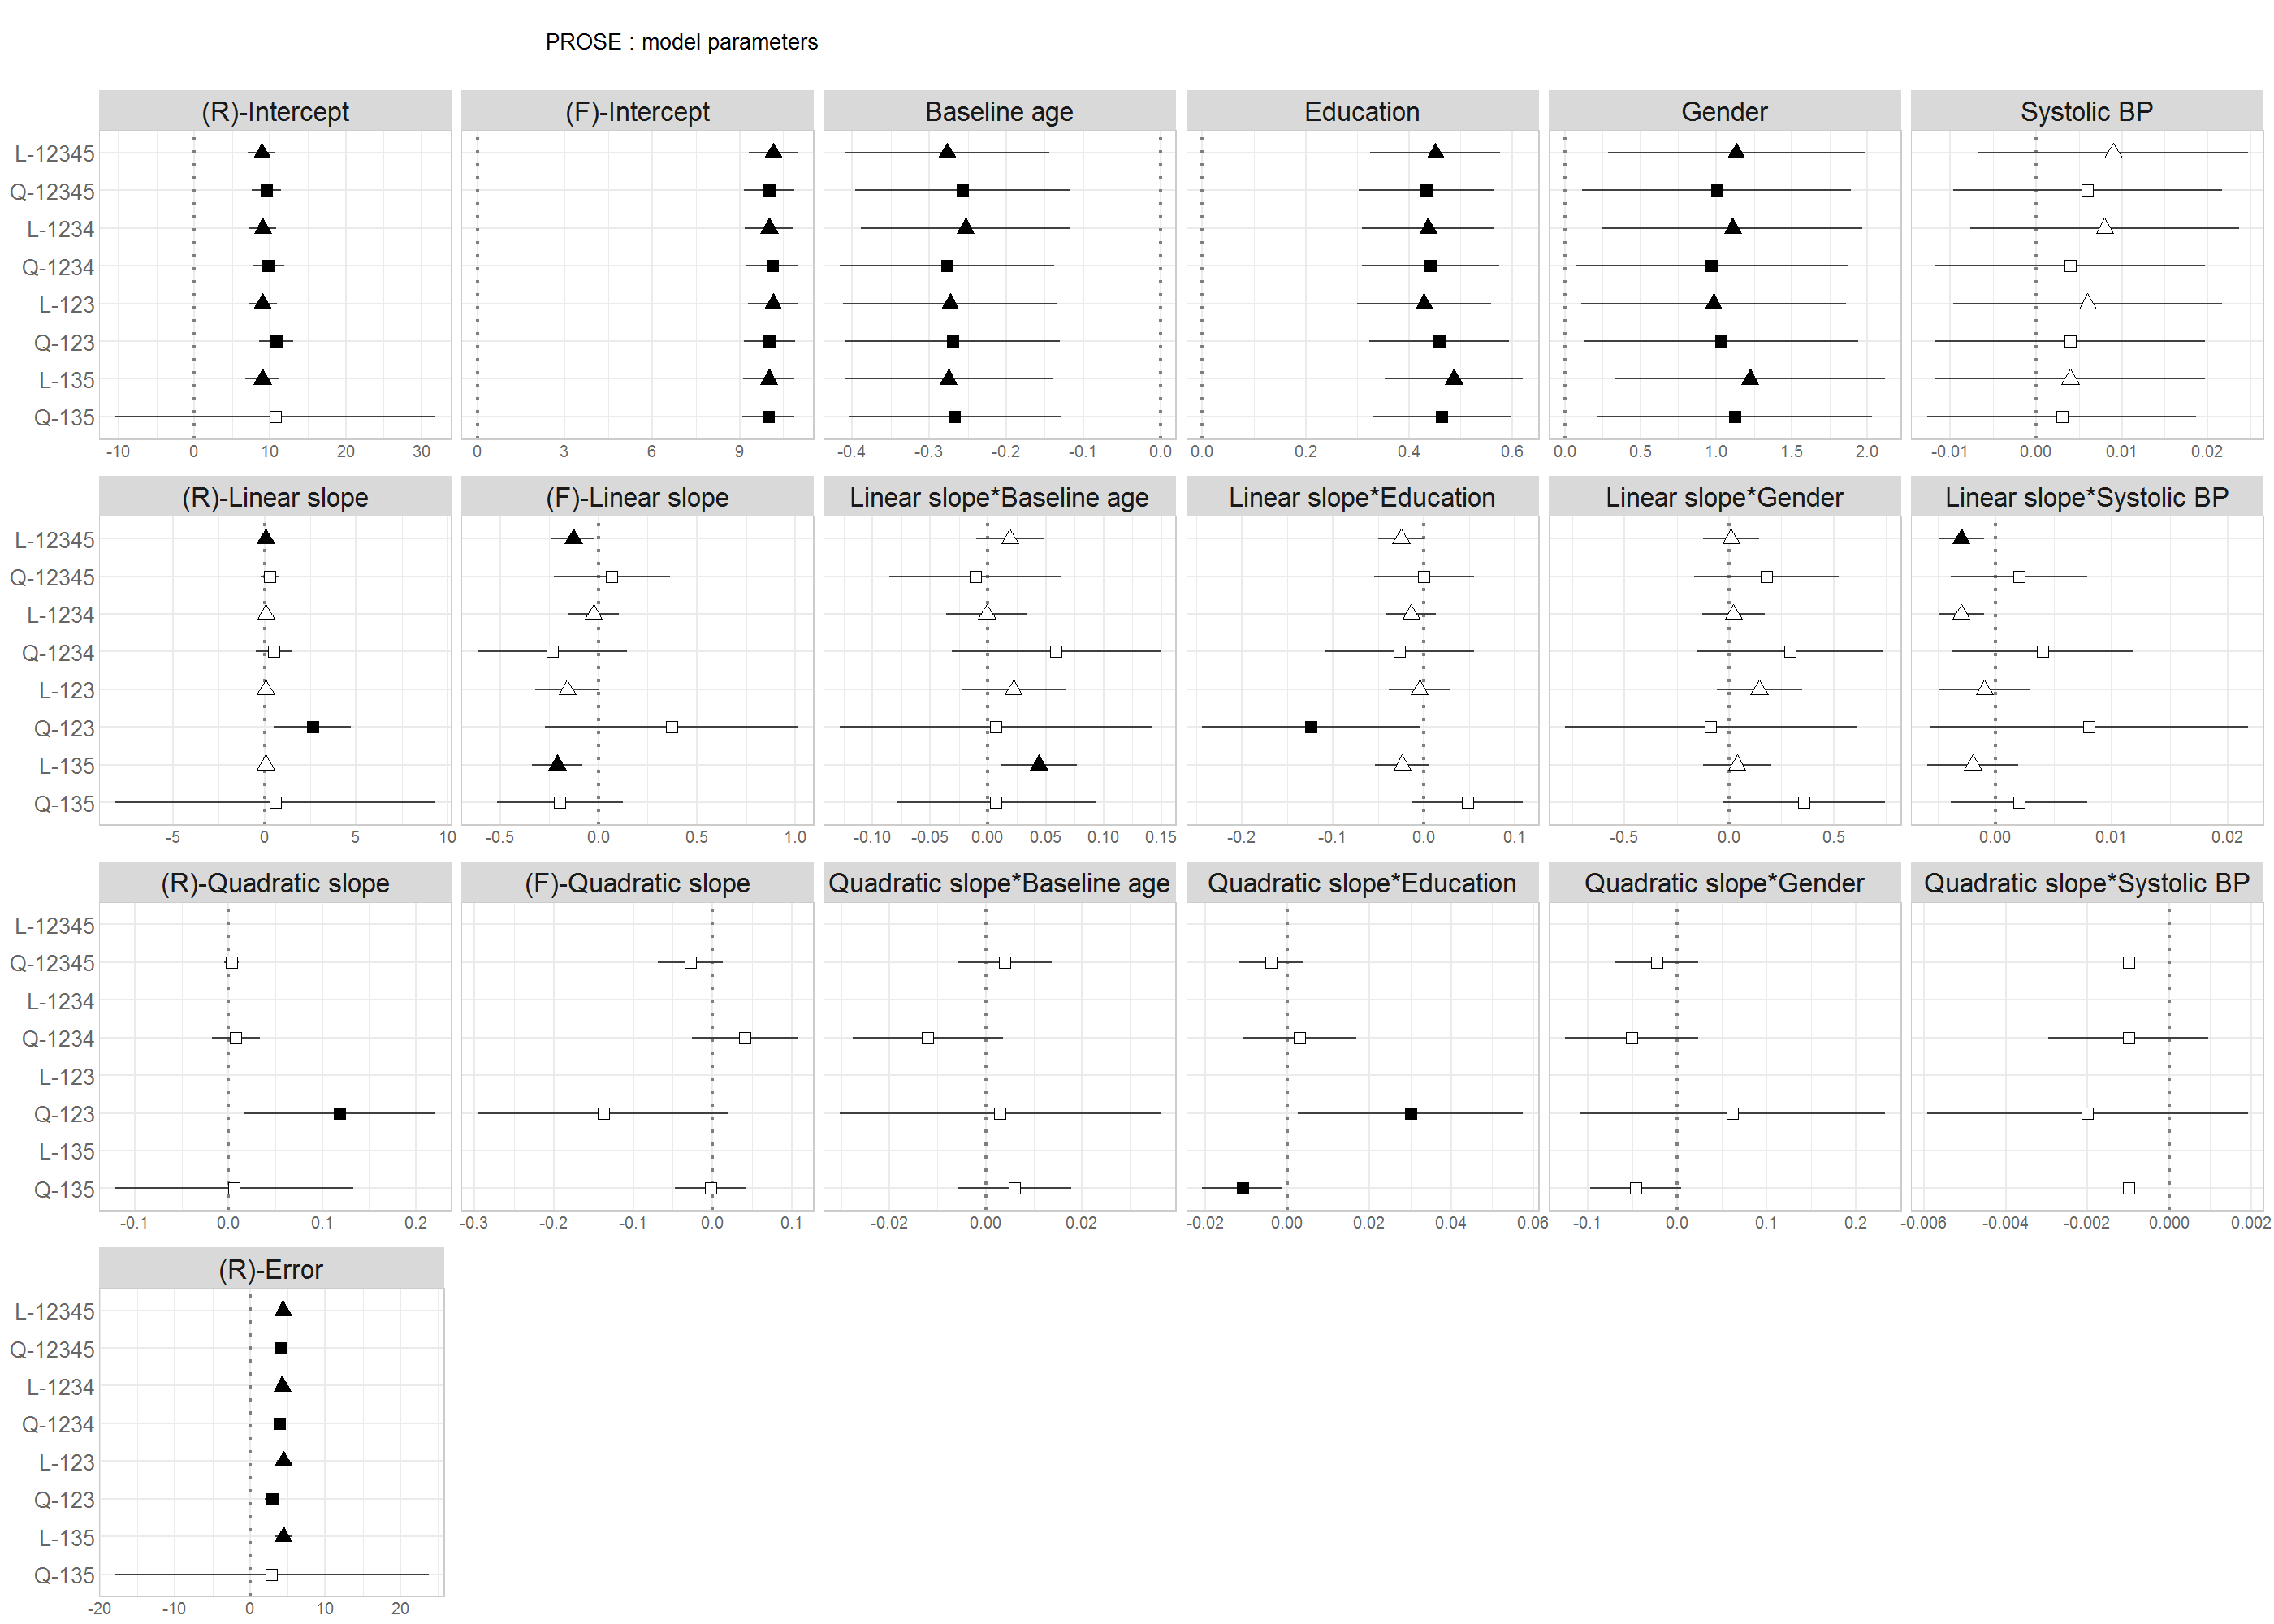 PROSE : model parameters
(R)-Intercept (F)-Intercept Baseline age Education Gender Systolic BP
L-12345
Q-12345
L-1234
Q-1234
L-123
Q-123
L-135
Q-135
-10 0 10 20 30 0 3 6 9 -0.4 -0.3 -0.2 -0.1 0.0 0.0 0.2 0.4 0.6 0.0 0.5 1.0 1.5 2.0 -0.01 0.00 0.01 0.02
(R)-Linear slope (F)-Linear slope Linear slope*Baseline age Linear slope*Education Linear slope*Gender Linear slope*Systolic BP
L-12345
Q-12345
L-1234
Q-1234
L-123
Q-123
L-135
Q-135
-5 0 5 10 -0.5 0.0 0.5 1.0 -0.10 -0.05 0.00 0.05 0.10 0.15 -0.2 -0.1 0.0 0.1 -0.5 0.0 0.5 0.00 0.01 0.02
(R)-Quadratic slope (F)-Quadratic slope Quadratic slope*Baseline age Quadratic slope*Education Quadratic slope*Gender Quadratic slope*Systolic BP
L-12345
Q-12345
L-1234
Q-1234
L-123
Q-123
L-135
Q-135
-0.1 0.0 0.1 0.2 -0.3 -0.2 -0.1 0.0 0.1 -0.02 0.00 0.02 -0.02 0.00 0.02 0.04 0.06 -0.1 0.0 0.1 0.2 -0.006 -0.004 -0.002 0.000 0.002
(R)-Error
L-12345
Q-12345
L-1234
Q-1234
L-123
Q-123
L-135
Q-135
-20 -10 0 10 20